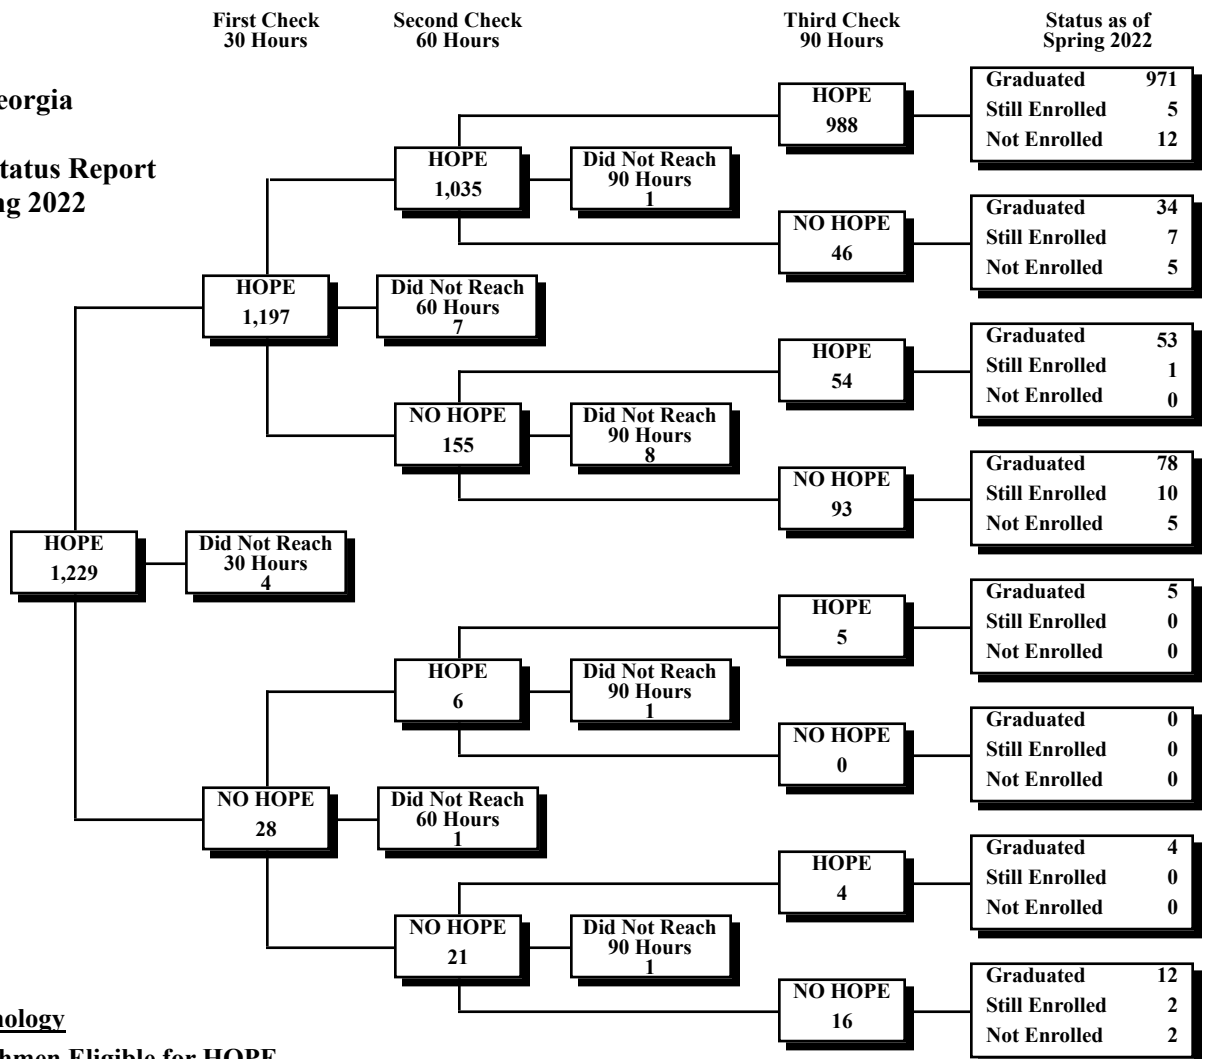 First Check
30 Hours
Second Check
60 Hours
Third Check
90 Hours
Status as of
Spring 2022
eorgia
tatus Report
ng 2022
HOPE
1,229
Did Not Reach
30 Hours
4
HOPE
1,197
Did Not Reach
60 Hours
7
NO HOPE
28
Did Not Reach
60 Hours
1
HOPE
1,035
Did Not Reach
90 Hours
1
NO HOPE
155
Did Not Reach
90 Hours
8
HOPE
6
Did Not Reach
90 Hours
1
NO HOPE
21
Did Not Reach
90 Hours
1
HOPE
988
Graduated 971
Still Enrolled 5
Not Enrolled 12
NO HOPE
46
Graduated 34
Still Enrolled 7
Not Enrolled 5
HOPE
54
Graduated 53
Still Enrolled 1
Not Enrolled 0
NO HOPE
93
Graduated 78
Still Enrolled 10
Not Enrolled 5
HOPE
5
Graduated 5
Still Enrolled 0
Not Enrolled 0
NO HOPE
0
Graduated 0
Still Enrolled 0
Not Enrolled 0
HOPE
4
Graduated 4
Still Enrolled 0
Not Enrolled 0
NO HOPE
16
Graduated 12
Still Enrolled 2
Not Enrolled 2
nology
hmen Eligible for HOPE